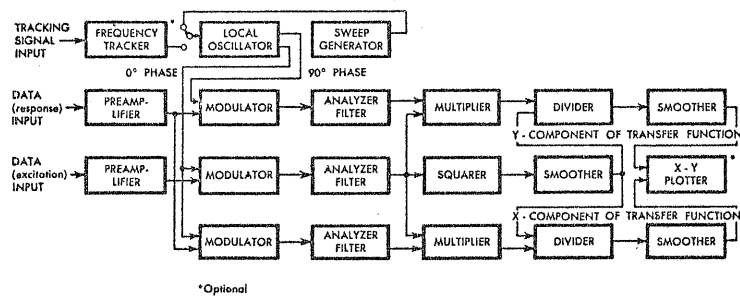 TRACKING
SIGNAL
INPUT
FREQUENCY
TRACKER
*
LOCAL
OSCILLATOR
SWEEP
GENERATOR
0° PHASE
90° PHASE
DATA
(response)
INPUT
PREAMP-
LIFIER
MODULATOR
ANALYZER
FILTER
MULTIPLIER
DIVIDER
SMOOTHER
Y - COMPONENT OF TRANSFER FUNCTION
DATA
(excitation)
INPUT
PREAMP-
LIFIER
MODULATOR
ANALYZER
FILTER
SQUARER
SMOOTHER
X - Y
PLOTTER
*
X - COMPONENT OF TRANSFER FUNCTION
MODULATOR
ANALYZER
FILTER
MULTIPLIER
DIVIDER
SMOOTHER
*Optional